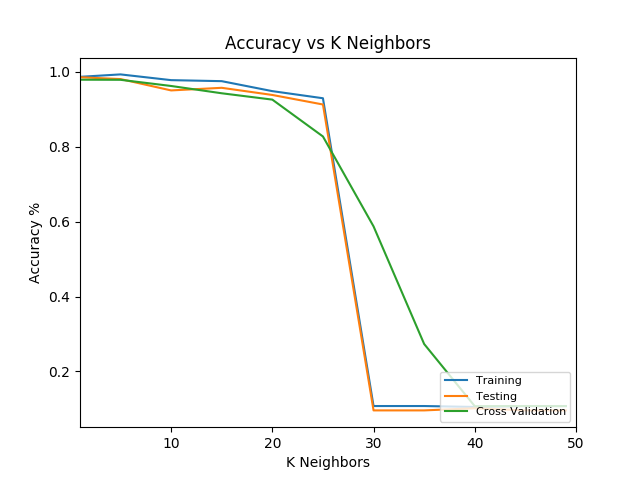 Accuracy vs K Neighbors
Accuracy %
1.0
0.8
0.6
0.4
0.2
10
20
30
40
50
K Neighbors
Training
Testing
Cross Validation